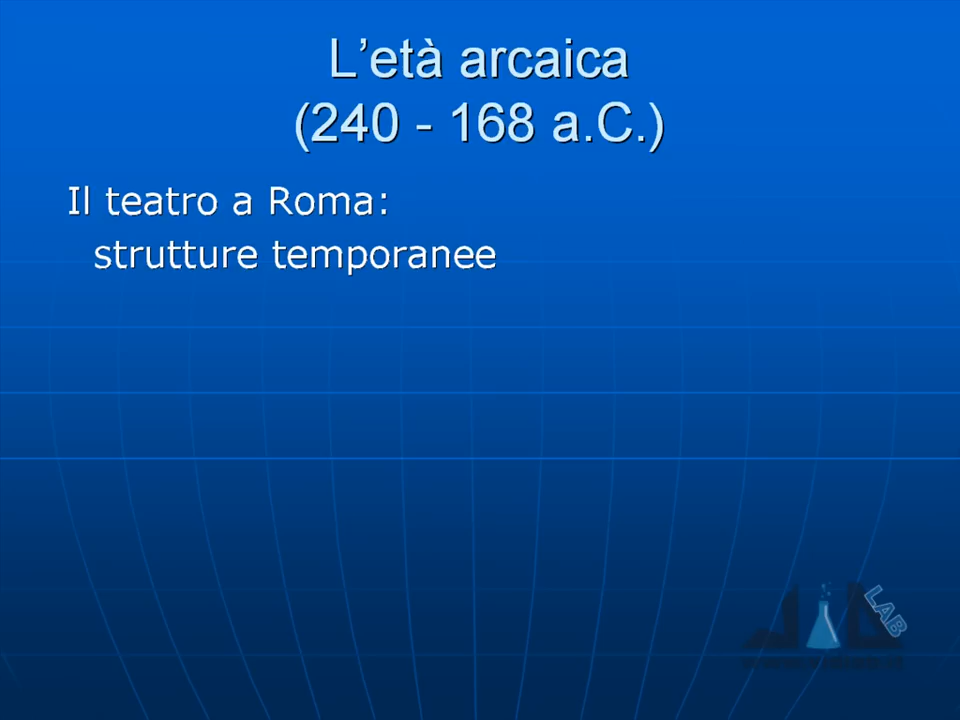 L'età arcaica
(240 - 168 a.C.)
Il teatro a Roma:
strutture temporanee
LAB